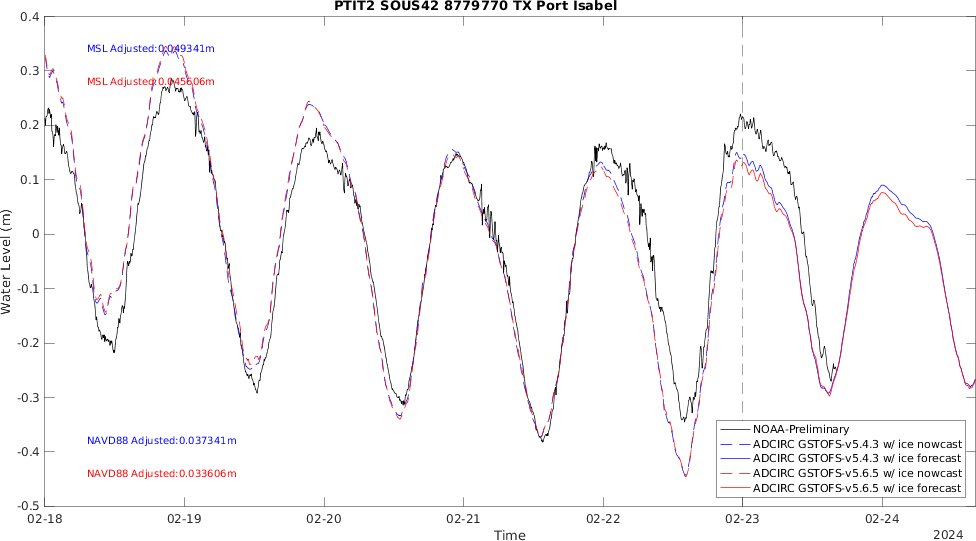 PTIT2 SOUS42 8779770 TX Port Isabel
0.4
0.3
0.2
0.1
0
-0.1
-0.2
-0.3
-0.4
-0.5
Water Level (m)
MSL Adjusted:0.049341m
MSL Adjusted:0.045606m
NAVD88 Adjusted:0.037341m
NAVD88 Adjusted:0.033606m
NOAA-Preliminary
ADCIRC GSTOFS-v5.4.3 w/ ice nowcast
ADCIRC GSTOFS-v5.4.3 w/ ice forecast
ADCIRC GSTOFS-v5.6.5 w/ ice nowcast
ADCIRC GSTOFS-v5.6.5 w/ ice forecast
02-18 02-19 02-20 02-21 02-22 02-23 02-24
Time
2024